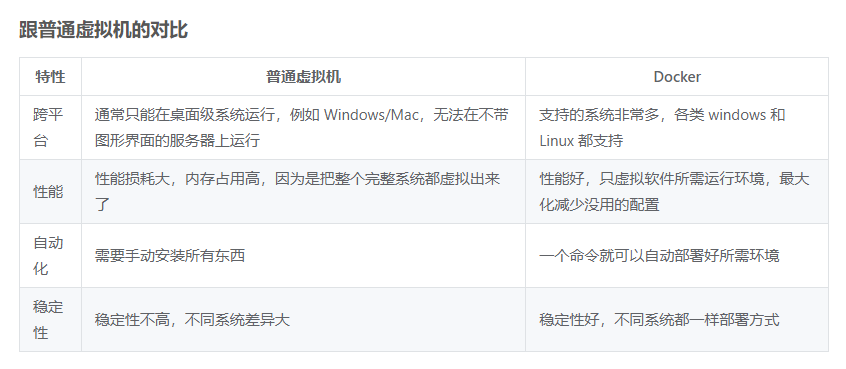 跟普通虚拟机的对比
特性 普通虚拟机 Docker
跨平 通常只能在桌面级系统运行，例如 Windows/Mac，无法在不带 支持的系统非常多，各类 windows 和
台 图形界面的服务器上运行 Linux 都支持
性能 性能损耗大，内存占用高，因为是把整个完整系统都虚拟出来 性能好，只虚拟软件所需运行环境，最大
了 化减少没用的配置
自动 需要手动安装所有东西 一个命令就可以自动部署好所需环境
化
稳定 稳定性不高，不同系统差异大 稳定性好，不同系统都一样部署方式
性